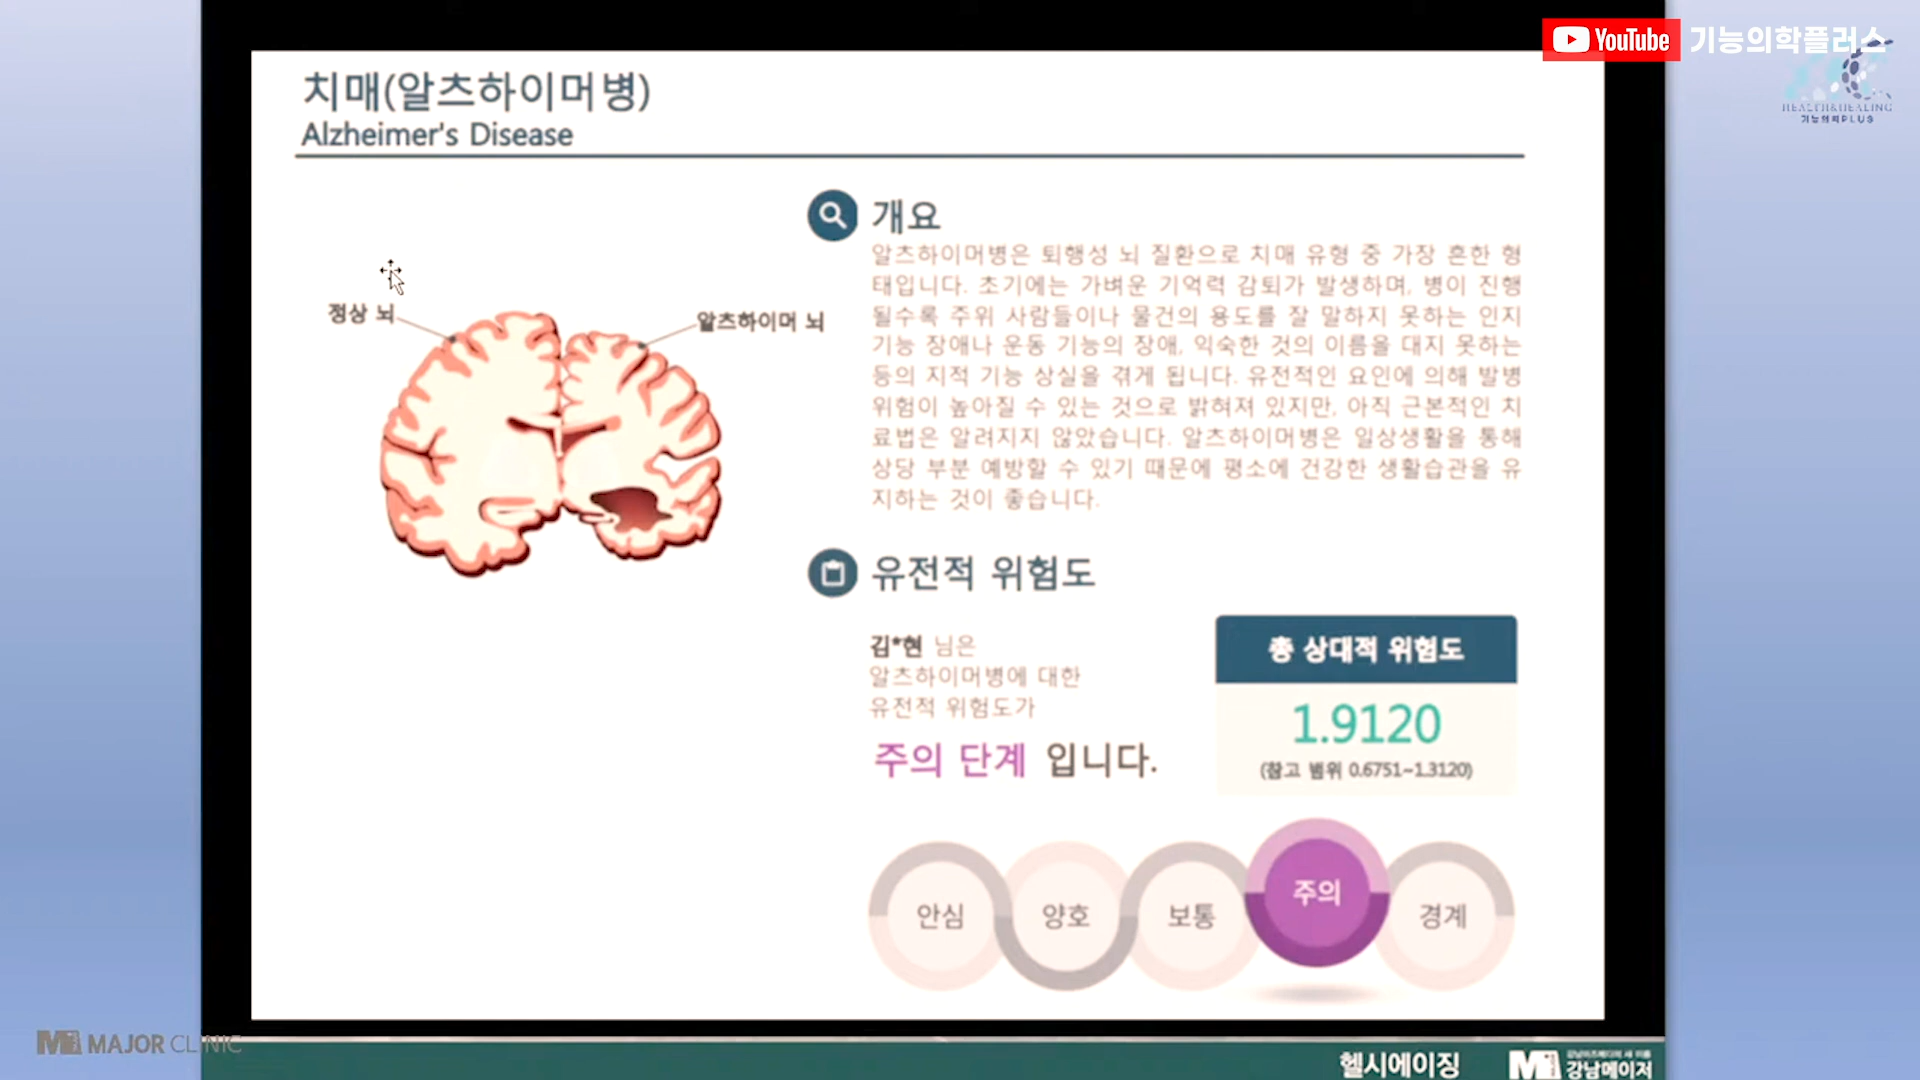 YouTube 기능의학플러스
HEALTH&HEALING
기능의학PLUS
치매(알츠하이머병)
Alzheimer's Disease
정상 뇌
알츠하이머 뇌
개요
알츠하이머병은 퇴행성 뇌 질환으로 치매 유형 중 가장 흔한 형
태입니다. 초기에는 가벼운 기억력 감퇴가 발생하며, 병이 진행
될수록 주위 사람들이나 물건의 용도를 잘 말하지 못하는 인지
기능 장애나 운동 기능의 장애, 익숙한 것의 이름을 대지 못하는
등의 지적 기능 상실을 겪게 됩니다. 유전적인 요인에 의해 발병
위험이 높아질 수 있는 것으로 밝혀져 있지만, 아직 근본적인 치
료법은 알려지지 않았습니다. 알츠하이머병은 일상생활을 통해
상당 부분 예방할 수 있기 때문에 평소에 건강한 생활습관을 유
지하는 것이 좋습니다.
유전적 위험도
김*현 님은
알츠하이머병에 대한
유전적 위험도가
주의 단계 입니다.
총 상대적 위험도
1.9120
(참고 범위 0.6751~1.3120)
안심
양호
보통
주의
경계
MAJOR CLINIC
헬시에이징
강남메이저